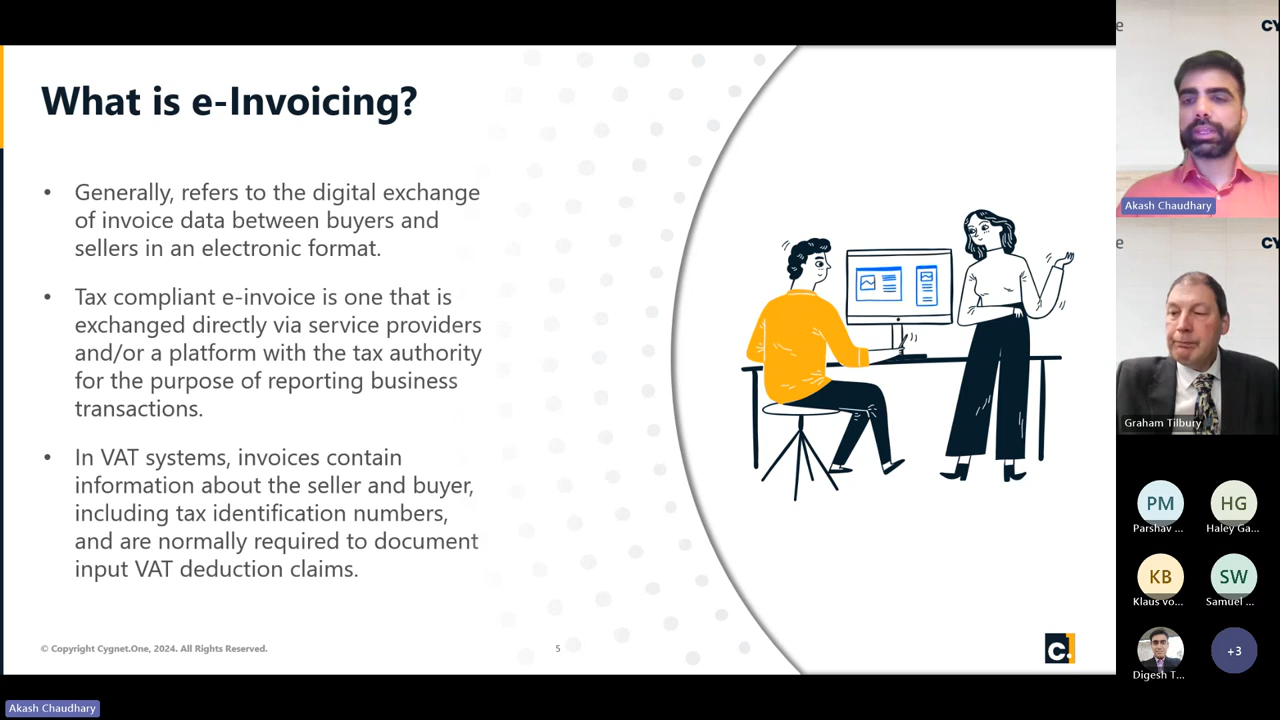 What is e-Invoicing?
• Generally, refers to the digital exchange
of invoice data between buyers and
sellers in an electronic format.
• Tax compliant e-invoice is one that is
exchanged directly via service providers
and/or a platform with the tax authority
for the purpose of reporting business
transactions.
• In VAT systems, invoices contain
information about the seller and buyer,
including tax identification numbers,
and are normally required to document
input VAT deduction claims.
© Copyright Cygnet.One, 2024. All Rights Reserved.
5
c.
Akash Chaudhary
e
CY
Akash Chaudhary
e
CY
Graham Tilbury
PM
Parshav ...
HG
Haley Ga...
KB
Klaus vo...
SW
Samuel ...
Digesh T...
+3